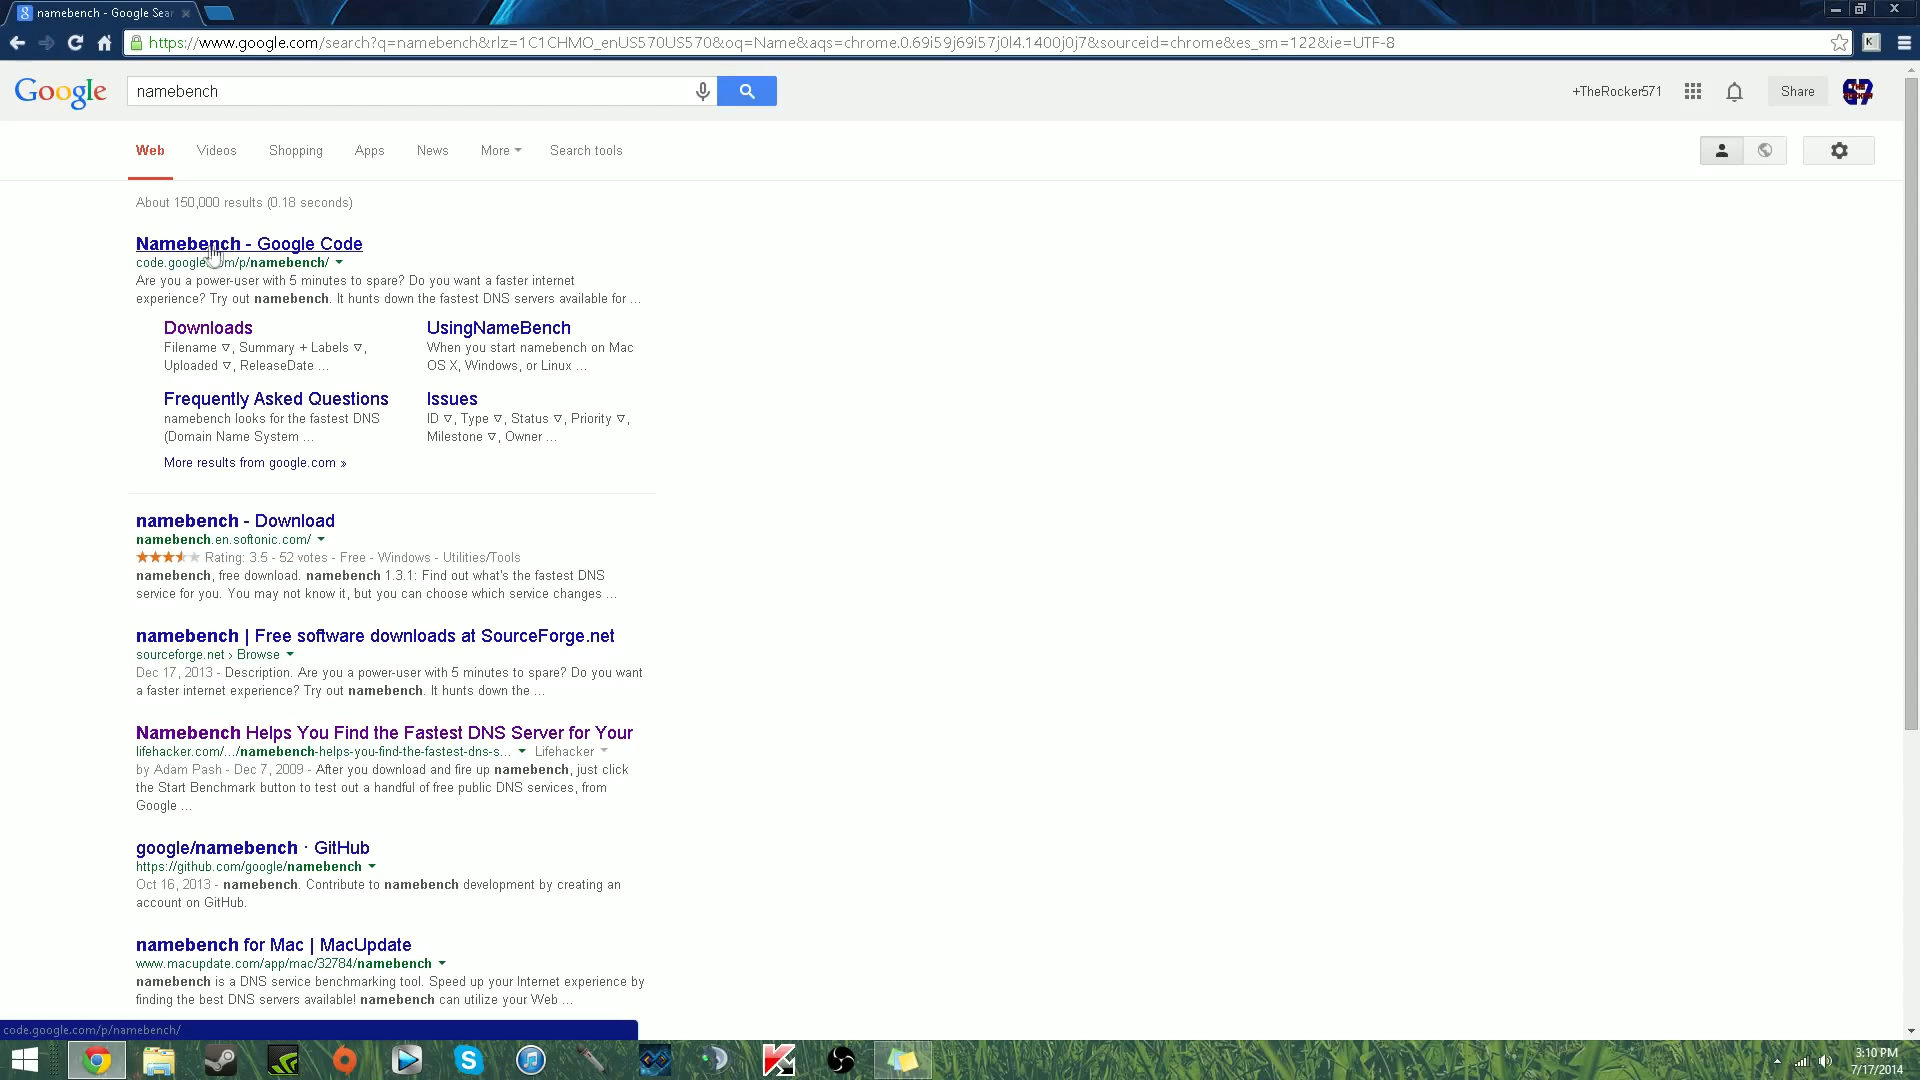 namebench - Google Sear
https://www.google.com/search?q=namebench&rlz=1C1CHMO_enUS570US570&oq=Name&aqs=chrome.0.69i59j69i57j0l4.1400j0j7&sourceid=chrome&es_sm=122&ie=UTF-8
Google
namebench
+TheRocker571
Share
Web Videos Shopping Apps News More Search tools
About 150,000 results (0.18 seconds)
Namebench - Google Code
code.google.com/p/namebench/
Are you a power-user with 5 minutes to spare? Do you want a faster internet
experience? Try out namebench. It hunts down the fastest DNS servers available for ...
Downloads
Filename ▽, Summary + Labels ▽,
Uploaded ▽, ReleaseDate ...
UsingNameBench
When you start namebench on Mac
OS X, Windows, or Linux ...
Frequently Asked Questions
namebench looks for the fastest DNS
(Domain Name System ...
Issues
ID ▽, Type ▽, Status ▽, Priority ▽,
Milestone ▽, Owner ...
More results from google.com »
namebench - Download
namebench.en.softonic.com/
Rating: 3.5 - 52 votes - Free - Windows - Utilities/Tools
namebench, free download. namebench 1.3.1: Find out what's the fastest DNS
service for you. You may not know it, but you can choose which service changes ...
namebench | Free software downloads at SourceForge.net
sourceforge.net › Browse
Dec 17, 2013 - Description. Are you a power-user with 5 minutes to spare? Do you want
a faster internet experience? Try out namebench. It hunts down the ...
Namebench Helps You Find the Fastest DNS Server for Your
lifehacker.com/.../namebench-helps-you-find-the-fastest-dns-s... Lifehacker
by Adam Pash - Dec 7, 2009 - After you download and fire up namebench, just click
the Start Benchmark button to test out a handful of free public DNS services, from
Google ...
google/namebench · GitHub
https://github.com/google/namebench
Oct 16, 2013 - namebench. Contribute to namebench development by creating an
account on GitHub.
namebench for Mac | MacUpdate
www.macupdate.com/app/mac/32784/namebench
namebench is a DNS service benchmarking tool. Speed up your Internet experience by
finding the best DNS servers available! namebench can utilize your Web ...
code.google.com/p/namebench/
3:10 PM
7/17/2014